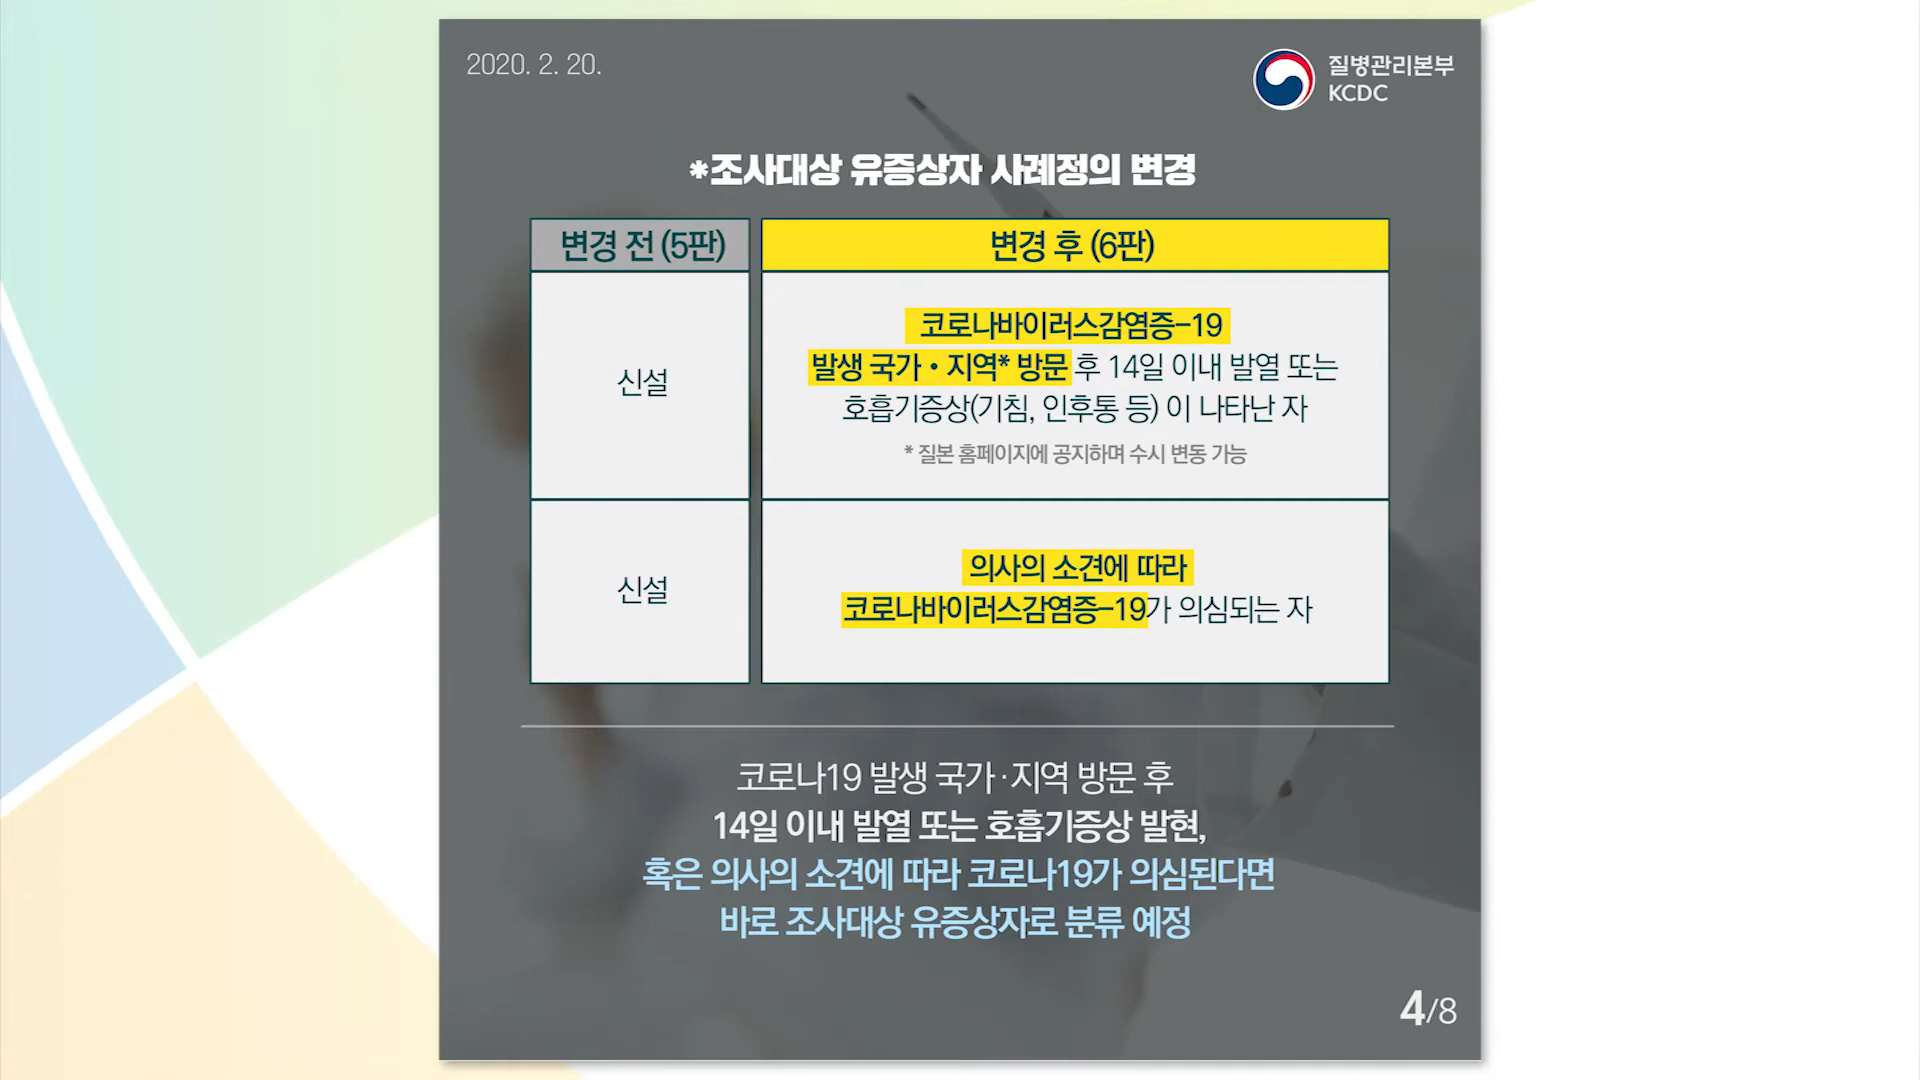 2020. 2. 20.
질병관리본부
KCDC
*조사대상 유증상자 사례정의 변경
변경 전 (5판)
변경 후 (6판)
신설
코로나바이러스감염증-19
발생 국가・지역* 방문 후 14일 이내 발열 또는
호흡기증상(기침, 인후통 등) 이 나타난 자
* 질본 홈페이지에 공지하며 수시 변동 가능
신설
의사의 소견에 따라
코로나바이러스감염증-19가 의심되는 자
코로나19 발생 국가·지역 방문 후
14일 이내 발열 또는 호흡기증상 발현,
혹은 의사의 소견에 따라 코로나19가 의심된다면
바로 조사대상 유증상자로 분류 예정
4/8